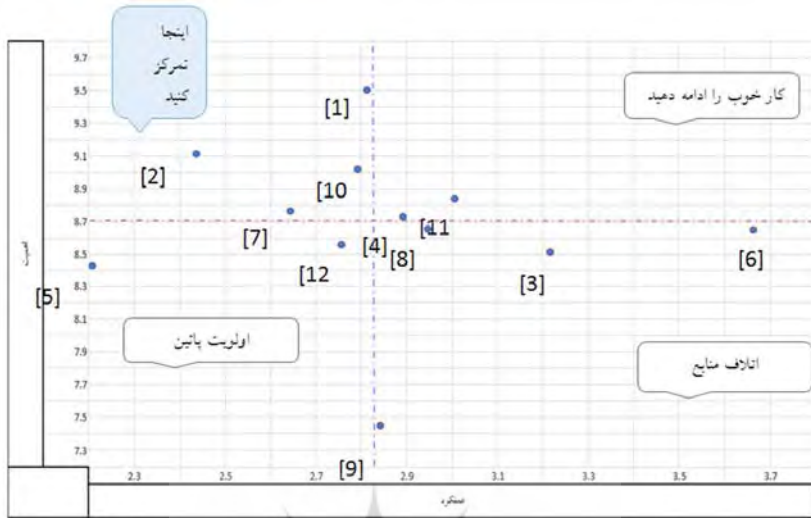 اینجا
تمرکز
کنید
کار خوب را ادامه دهید
9.7
9.5
9.3
9.1
8.9
8.7
8.5
8.3
8.1
7.9
7.7
7.5
7.3
[1]
[2]
[10]
[7]
[4]
[11]
[12]
[8]
[3]
[6]
[5]
اولویت پائین
اتلاف منابع
[9]
2.3 2.5 2.7 2.9 3.1 3.3 3.5 3.7
اهمیت
عملکرد